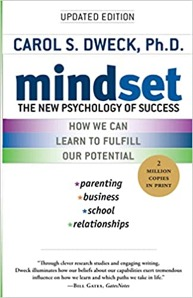 UPDATED EDITION
CAROL S. DWECK, Ph.D.
mindset
THE NEW PSYCHOLOGY OF SUCCESS
HOW WE CAN
LEARN TO FULFILL
OUR POTENTIAL
*parenting
*business
*school
*relationships
2
MILLION
COPIES
IN PRINT
"Through clever research studies and engaging writing,
Dweck illuminates how our beliefs about our capabilities exert tremendous
influence on how we learn and which paths we take in life."
—BILL GATES, GatesNotes